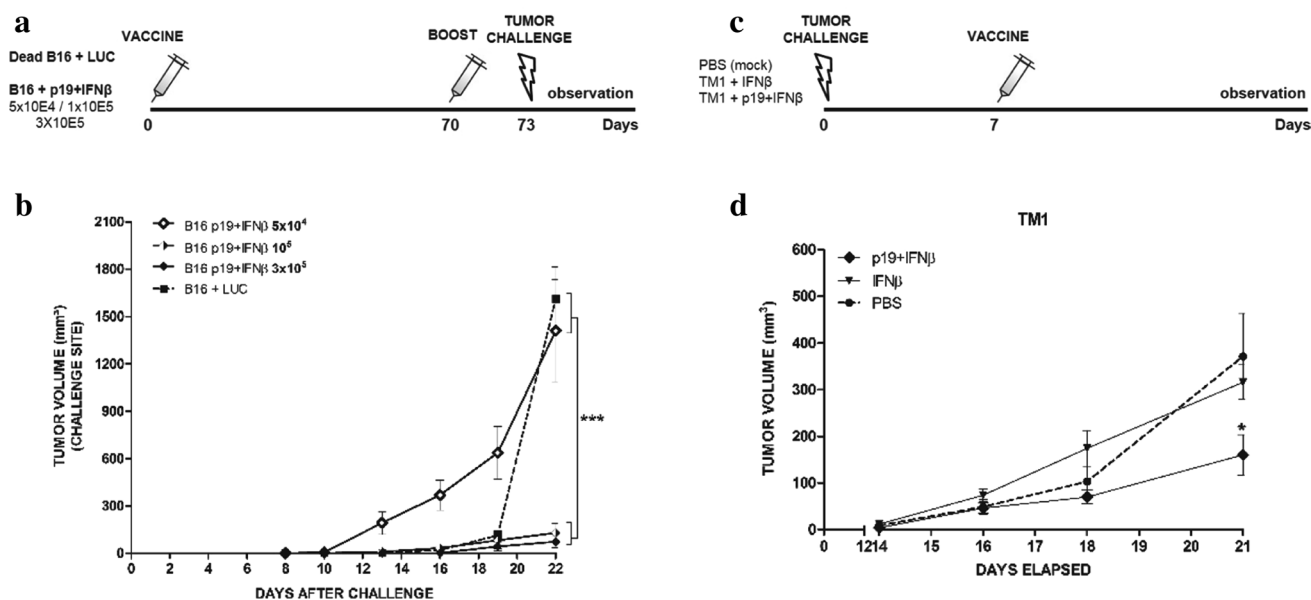 a
VACCINE
BOOST
TUMOR
CHALLENGE
Dead B16 + LUC
B16 + p19+IFNβ
5x10E4 / 1x10E5
3X10E5
observation
0
70
73
Days
c
TUMOR
CHALLENGE
VACCINE
PBS (mock)
TM1 + IFNβ
TM1 + p19+IFNβ
observation
0
7
Days
b
B16 p19+IFNβ 5x10⁴
B16 p19+IFNβ 10⁵
B16 p19+IFNβ 3x10⁵
B16 + LUC
TUMOR VOLUME (mm³)
(CHALLENGE SITE)
2100
1800
1500
1200
900
600
300
0
***
0 2 4 6 8 10 12 14 16 18 20 22
DAYS AFTER CHALLENGE
d
TM1
p19+IFNβ
IFNβ
PBS
TUMOR VOLUME (mm³)
600
500
400
300
200
100
0
*
0 12 14 15 16 17 18 19 20 21
DAYS ELAPSED